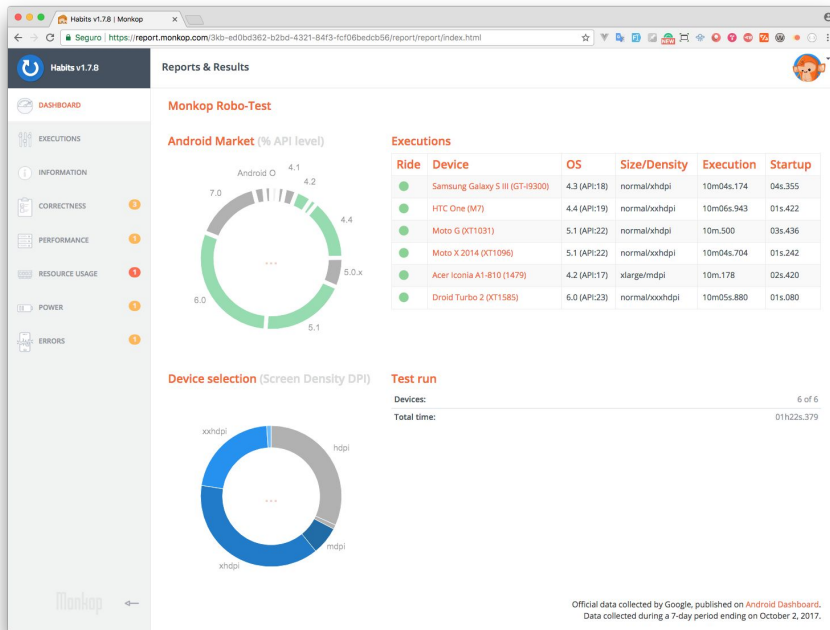 Habits v1.7.8 | Monkop
Seguro | https://report.monkop.com/3kb-ed0bd362-b2bd-4321-84f3-fcf06bedcb56/report/report/index.html
NEW
Habits v1.7.8
Reports & Results
DASHBOARD
EXECUTIONS
INFORMATION
CORRECTNESS 3
PERFORMANCE 1
RESOURCE USAGE 1
POWER 1
ERRORS 1
Monkop
Monkop Robo-Test
Android Market (% API level)
Android O
4.1
4.2
4.4
5.0.x
5.1
6.0
7.0
...
Executions
Ride Device OS Size/Density Execution Startup
Samsung Galaxy S III (GT-I9300) 4.3 (API:18) normal/xhdpi 10m04s.174 04s.355
HTC One (M7) 4.4 (API:19) normal/xxhdpi 10m06s.943 01s.422
Moto G (XT1031) 5.1 (API:22) normal/xhdpi 10m.500 03s.436
Moto X 2014 (XT1096) 5.1 (API:22) normal/xxhdpi 10m04s.704 01s.242
Acer Iconia A1-810 (1479) 4.2 (API:17) xlarge/mdpi 10m.178 02s.420
Droid Turbo 2 (XT1585) 6.0 (API:23) normal/xxxhdpi 10m05s.880 01s.080
Device selection (Screen Density DPI)
xxhdpi
hdpi
mdpi
xhdpi
...
Test run
Devices: 6 of 6
Total time: 01h22s.379
Official data collected by Google, published on Android Dashboard.
Data collected during a 7-day period ending on October 2, 2017.